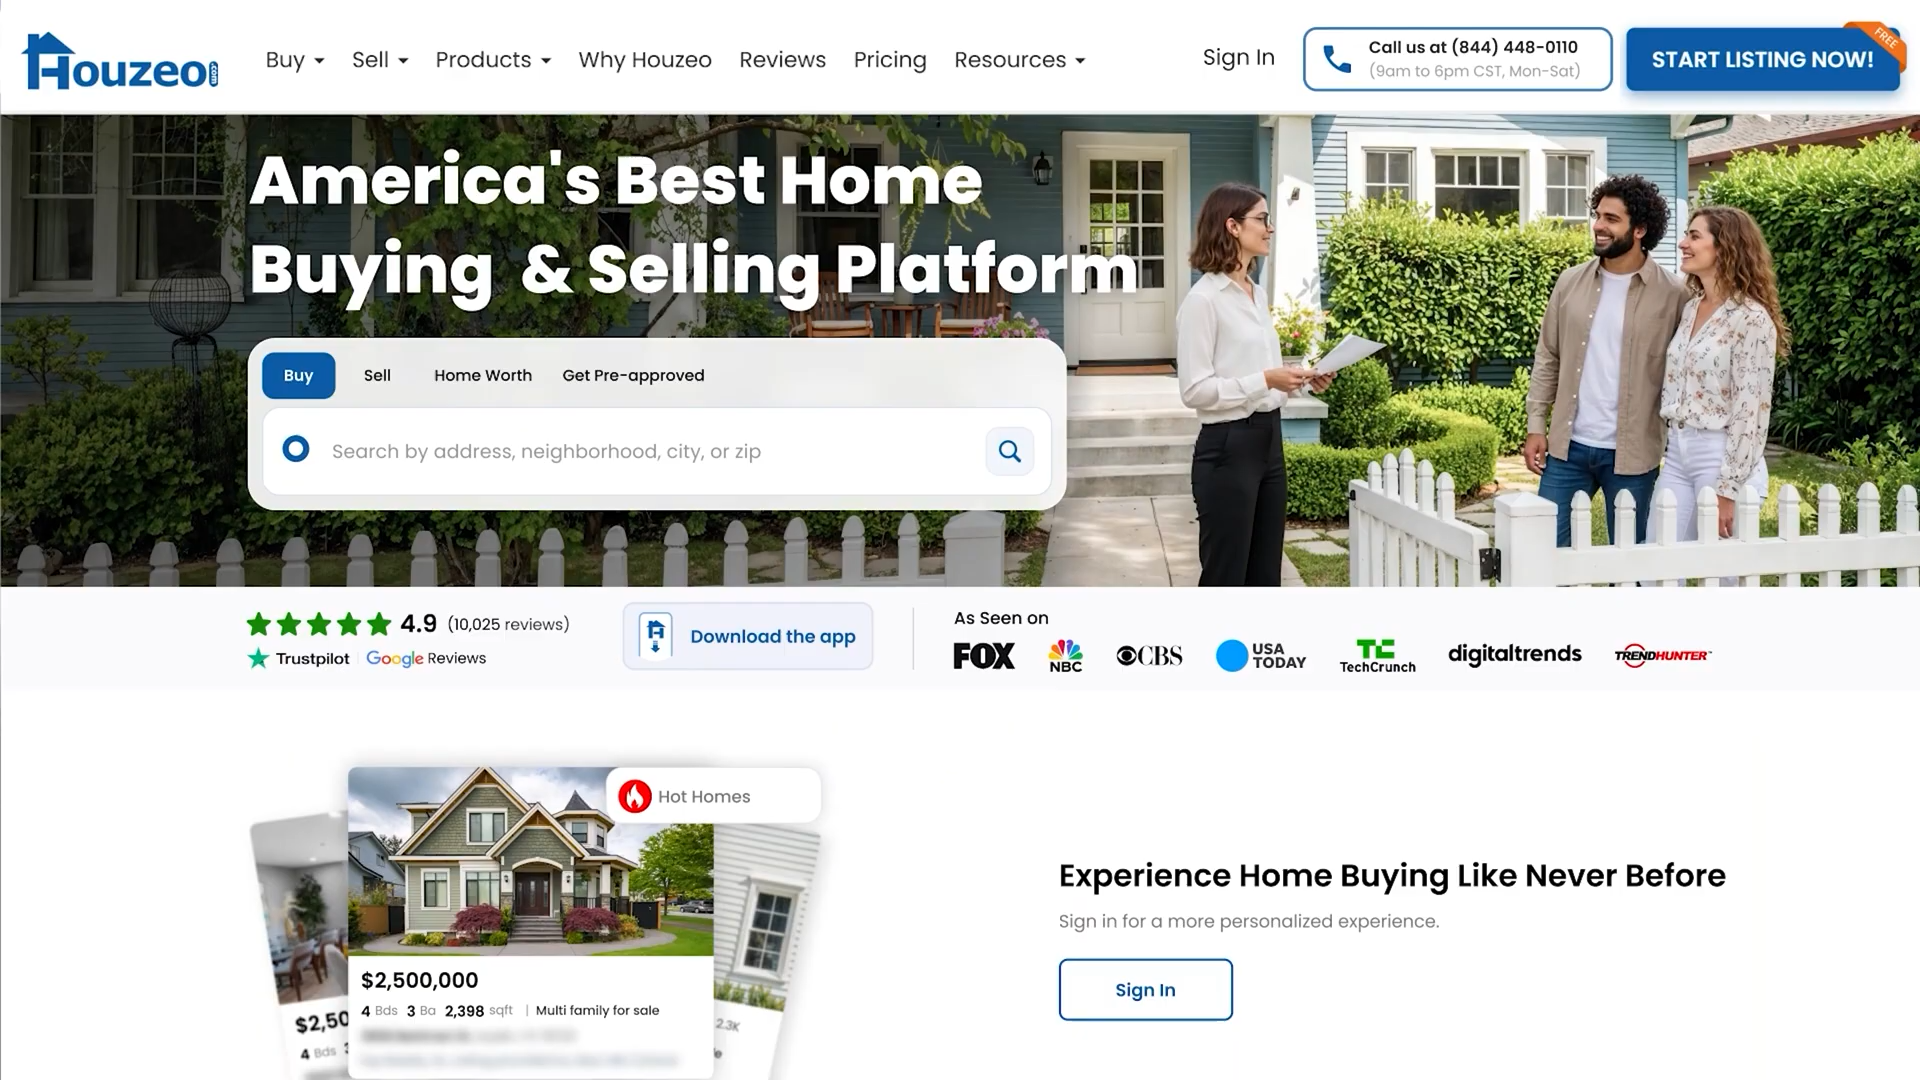 Houzeo.com
Buy
Sell
Products
Why Houzeo
Reviews
Pricing
Resources
Sign In
Call us at (844) 448-0110
(9am to 6pm CST, Mon-Sat)
START LISTING NOW!
FREE
America's Best Home
Buying & Selling Platform
Buy
Sell
Home Worth
Get Pre-approved
Search by address, neighborhood, city, or zip
4.9 (10,025 reviews)
Trustpilot
Google Reviews
Download the app
As Seen on
FOX
NBC
CBS
USA
TODAY
TC
TechCrunch
digitaltrends
TRENDHUNTER™
Hot Homes
$2,500,000
4 Bds 3 Ba 2,398 sqft | Multi family for sale
$2,50
4 Bds
2.3K
Experience Home Buying Like Never Before
Sign in for a more personalized experience.
Sign In